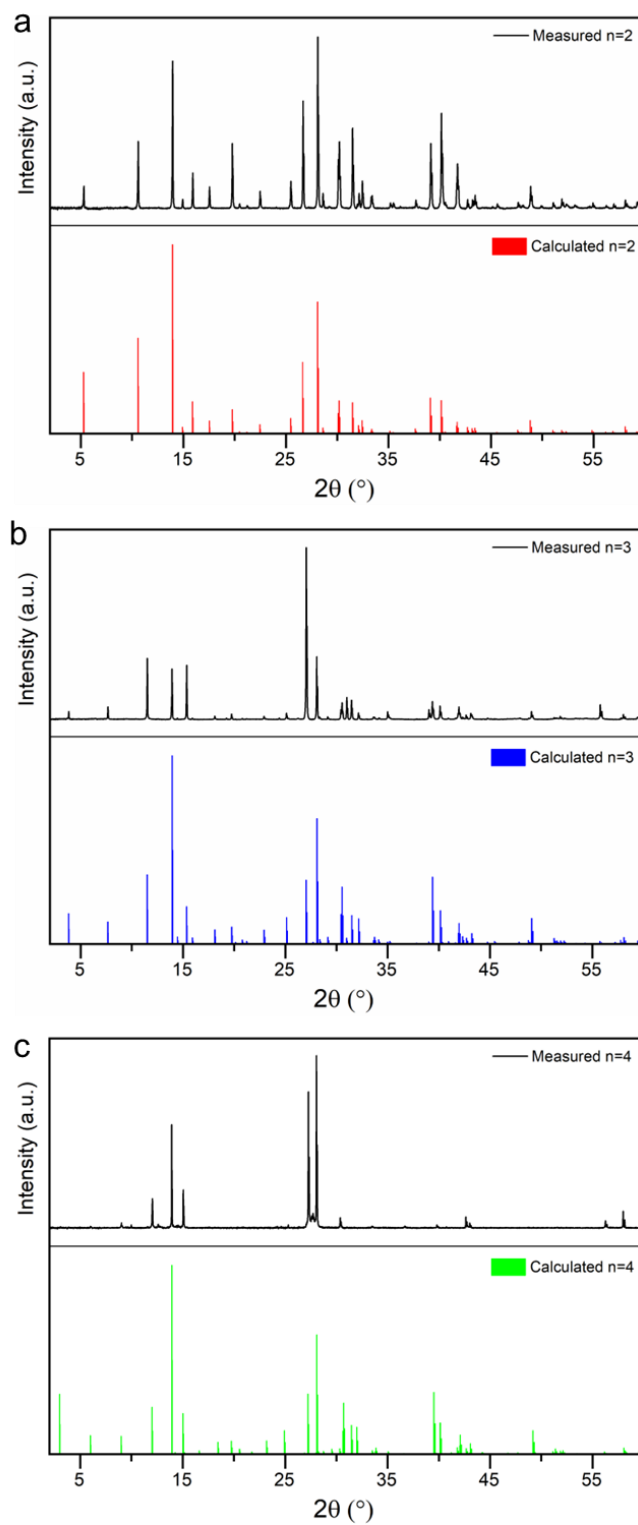 a
Measured n=2
Intensity (a.u.)
Calculated n=2
5 15 25 35 45 55
2θ (°)
b
Measured n=3
Intensity (a.u.)
Calculated n=3
5 15 25 35 45 55
2θ (°)
c
Measured n=4
Intensity (a.u.)
Calculated n=4
5 15 25 35 45 55
2θ (°)